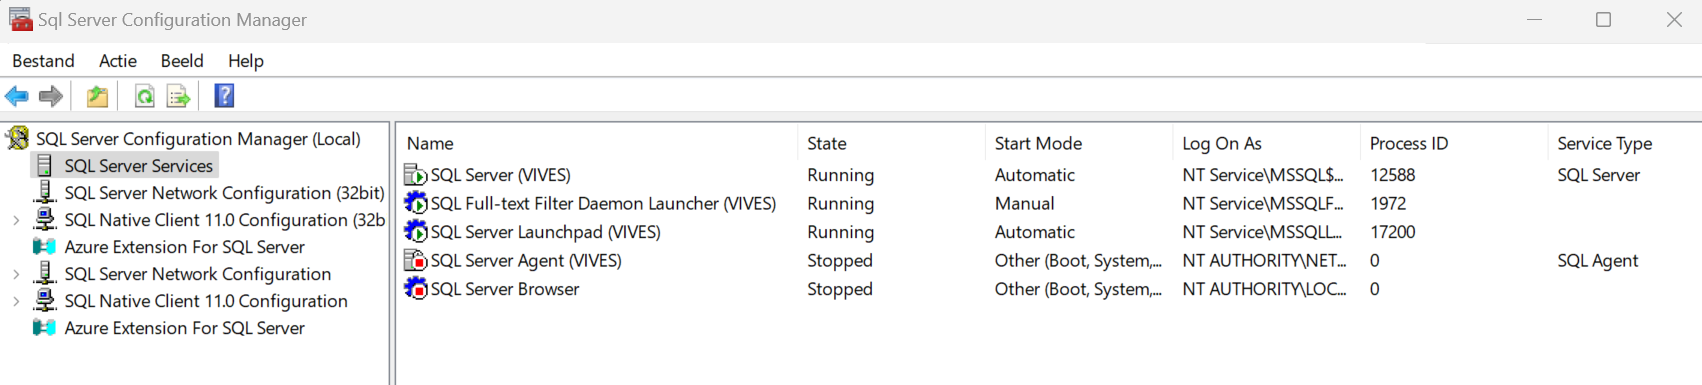 Sql Server Configuration Manager
Bestand Actie Beeld Help
SQL Server Configuration Manager (Local)
SQL Server Services
SQL Server Network Configuration (32bit)
SQL Native Client 11.0 Configuration (32b
Azure Extension For SQL Server
SQL Server Network Configuration
SQL Native Client 11.0 Configuration
Azure Extension For SQL Server
Name State Start Mode Log On As Process ID Service Type
SQL Server (VIVES) Running Automatic NT Service\MSSQL$... 12588 SQL Server
SQL Full-text Filter Daemon Launcher (VIVES) Running Manual NT Service\MSSQLF... 1972
SQL Server Launchpad (VIVES) Running Automatic NT Service\MSSQLL... 17200
SQL Server Agent (VIVES) Stopped Other (Boot, System,... NT AUTHORITY\NET... 0 SQL Agent
SQL Server Browser Stopped Other (Boot, System,... NT AUTHORITY\LOC... 0